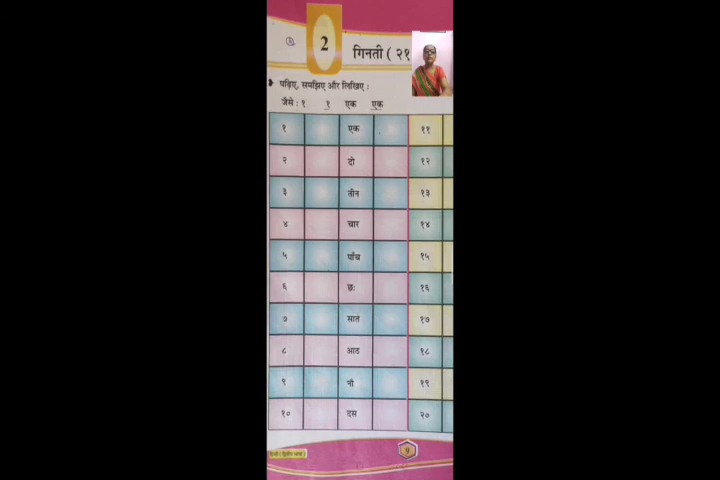 2
गिनती ( २१
पढ़िए, समझिए और लिखिए :
जैसे : १ १ एक एक
१ एक ११
२ दो १२
३ तीन १३
४ चार १४
५ पाँच १५
६ छः १६
७ सात १७
८ आठ १८
९ नौ १९
१० दस २०
9